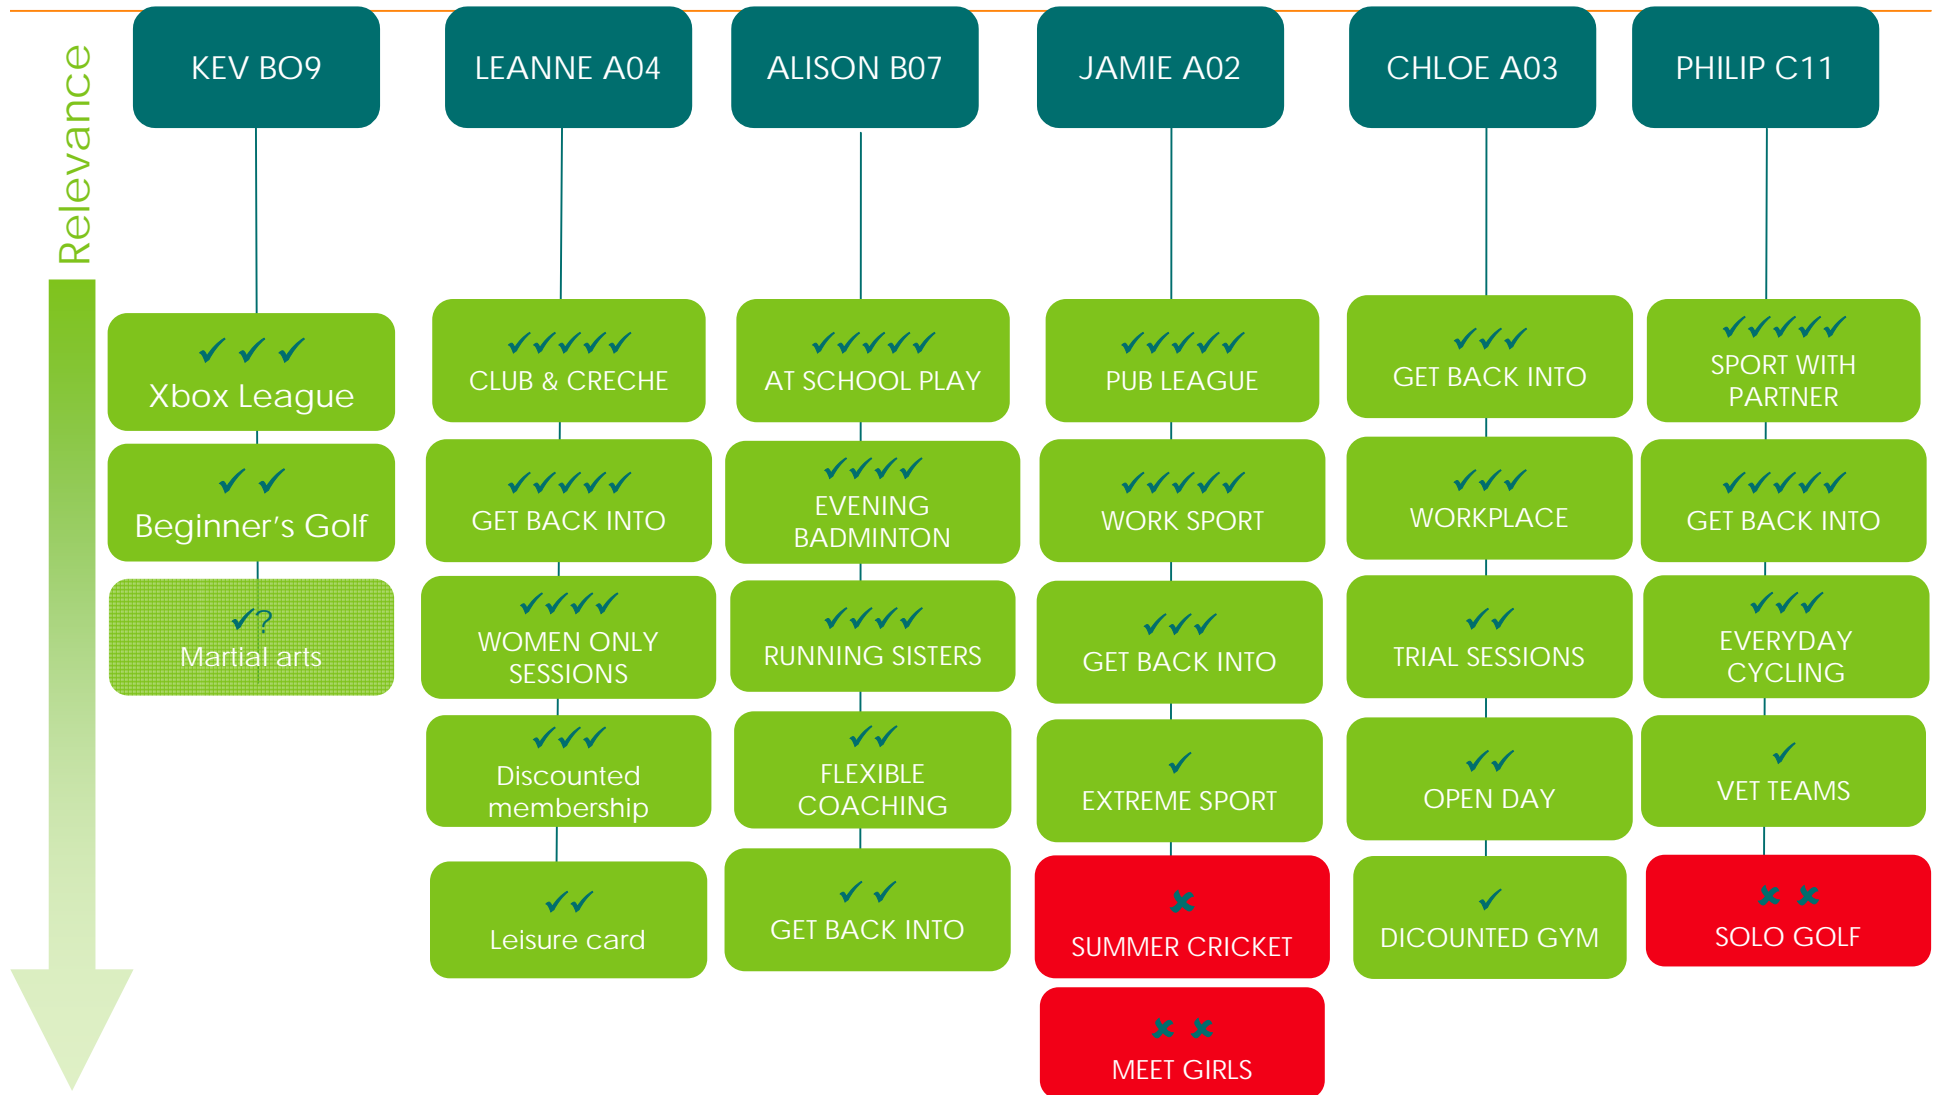 Relevance
KEV BO9
✓ ✓ ✓
Xbox League
✓ ✓
Beginner's Golf
✓?
Martial arts
LEANNE A04
✓✓✓✓✓
CLUB & CRECHE
✓✓✓✓✓
GET BACK INTO
✓✓✓✓
WOMEN ONLY
SESSIONS
✓✓✓
Discounted
membership
✓✓
Leisure card
ALISON B07
✓✓✓✓✓
AT SCHOOL PLAY
✓✓✓✓
EVENING
BADMINTON
✓✓✓✓
RUNNING SISTERS
✓✓
FLEXIBLE
COACHING
✓ ✓
GET BACK INTO
JAMIE A02
✓✓✓✓✓
PUB LEAGUE
✓✓✓✓✓
WORK SPORT
✓✓✓
GET BACK INTO
✓
EXTREME SPORT
✘
SUMMER CRICKET
✘ ✘
MEET GIRLS
CHLOE A03
✓✓✓
GET BACK INTO
✓✓✓
WORKPLACE
✓✓
TRIAL SESSIONS
✓✓
OPEN DAY
✓
DICOUNTED GYM
PHILIP C11
✓✓✓✓✓
SPORT WITH
PARTNER
✓✓✓✓✓
GET BACK INTO
✓✓✓
EVERYDAY
CYCLING
✓
VET TEAMS
✘ ✘
SOLO GOLF